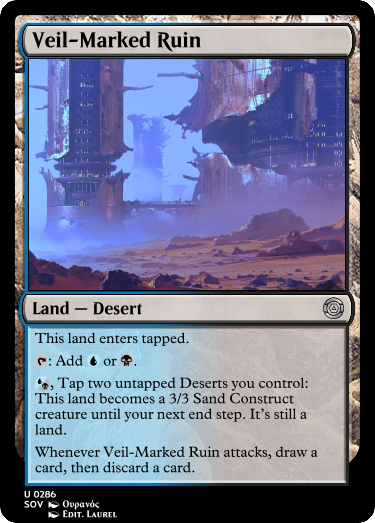 Veil-Marked Ruin
Land — Desert
This land enters tapped.
: Add or .
, Tap two untapped Deserts you control:
This land becomes a 3/3 Sand Construct
creature until your next end step. It's still a
land.
Whenever Veil-Marked Ruin attacks, draw a
card, then discard a card.
U 0286
SOV Ουρανός
Edit. Laurel